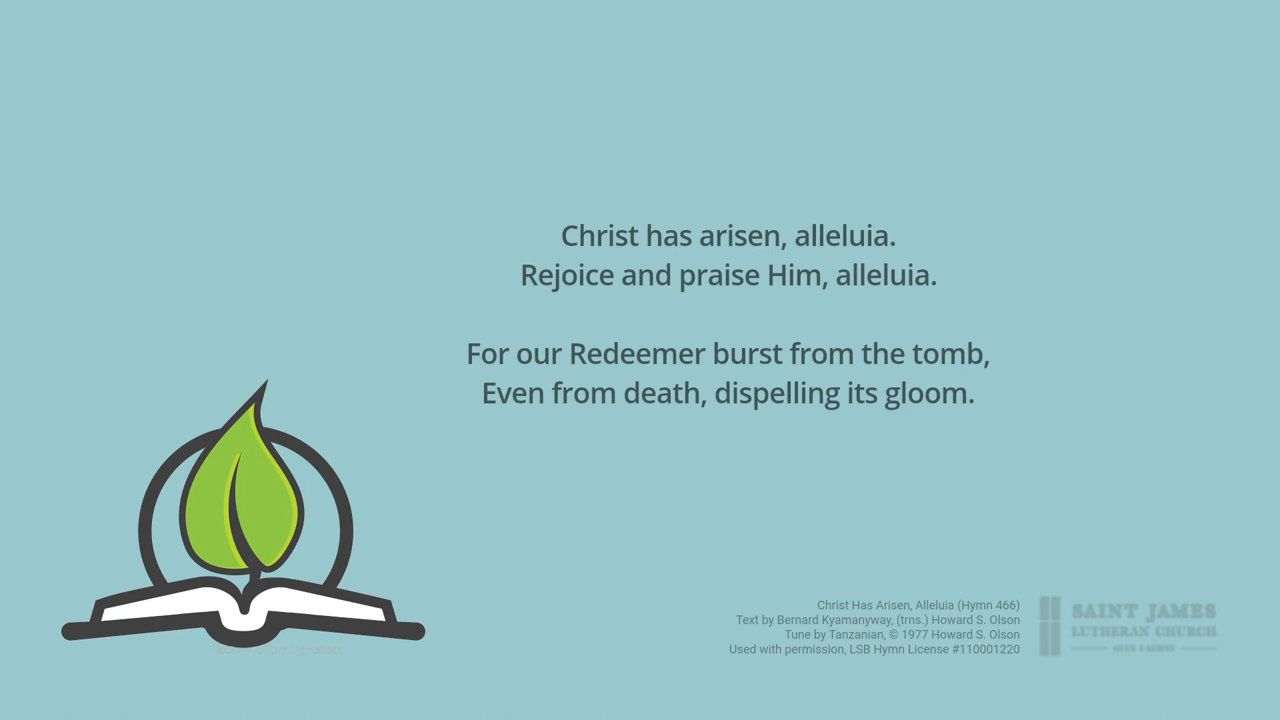 Christ has arisen, alleluia.
Rejoice and praise Him, alleluia.
For our Redeemer burst from the tomb,
Even from death, dispelling its gloom.
Christ Has Arisen, Alleluia (Hymn 466)
Text by Bernard Kyamanyway, (trns.) Howard S. Olson
Tune by Tanzanian, © 1977 Howard S. Olson
Used with permission, LSB Hymn License #110001220
SAINT JAMES
LUTHERAN CHURCH